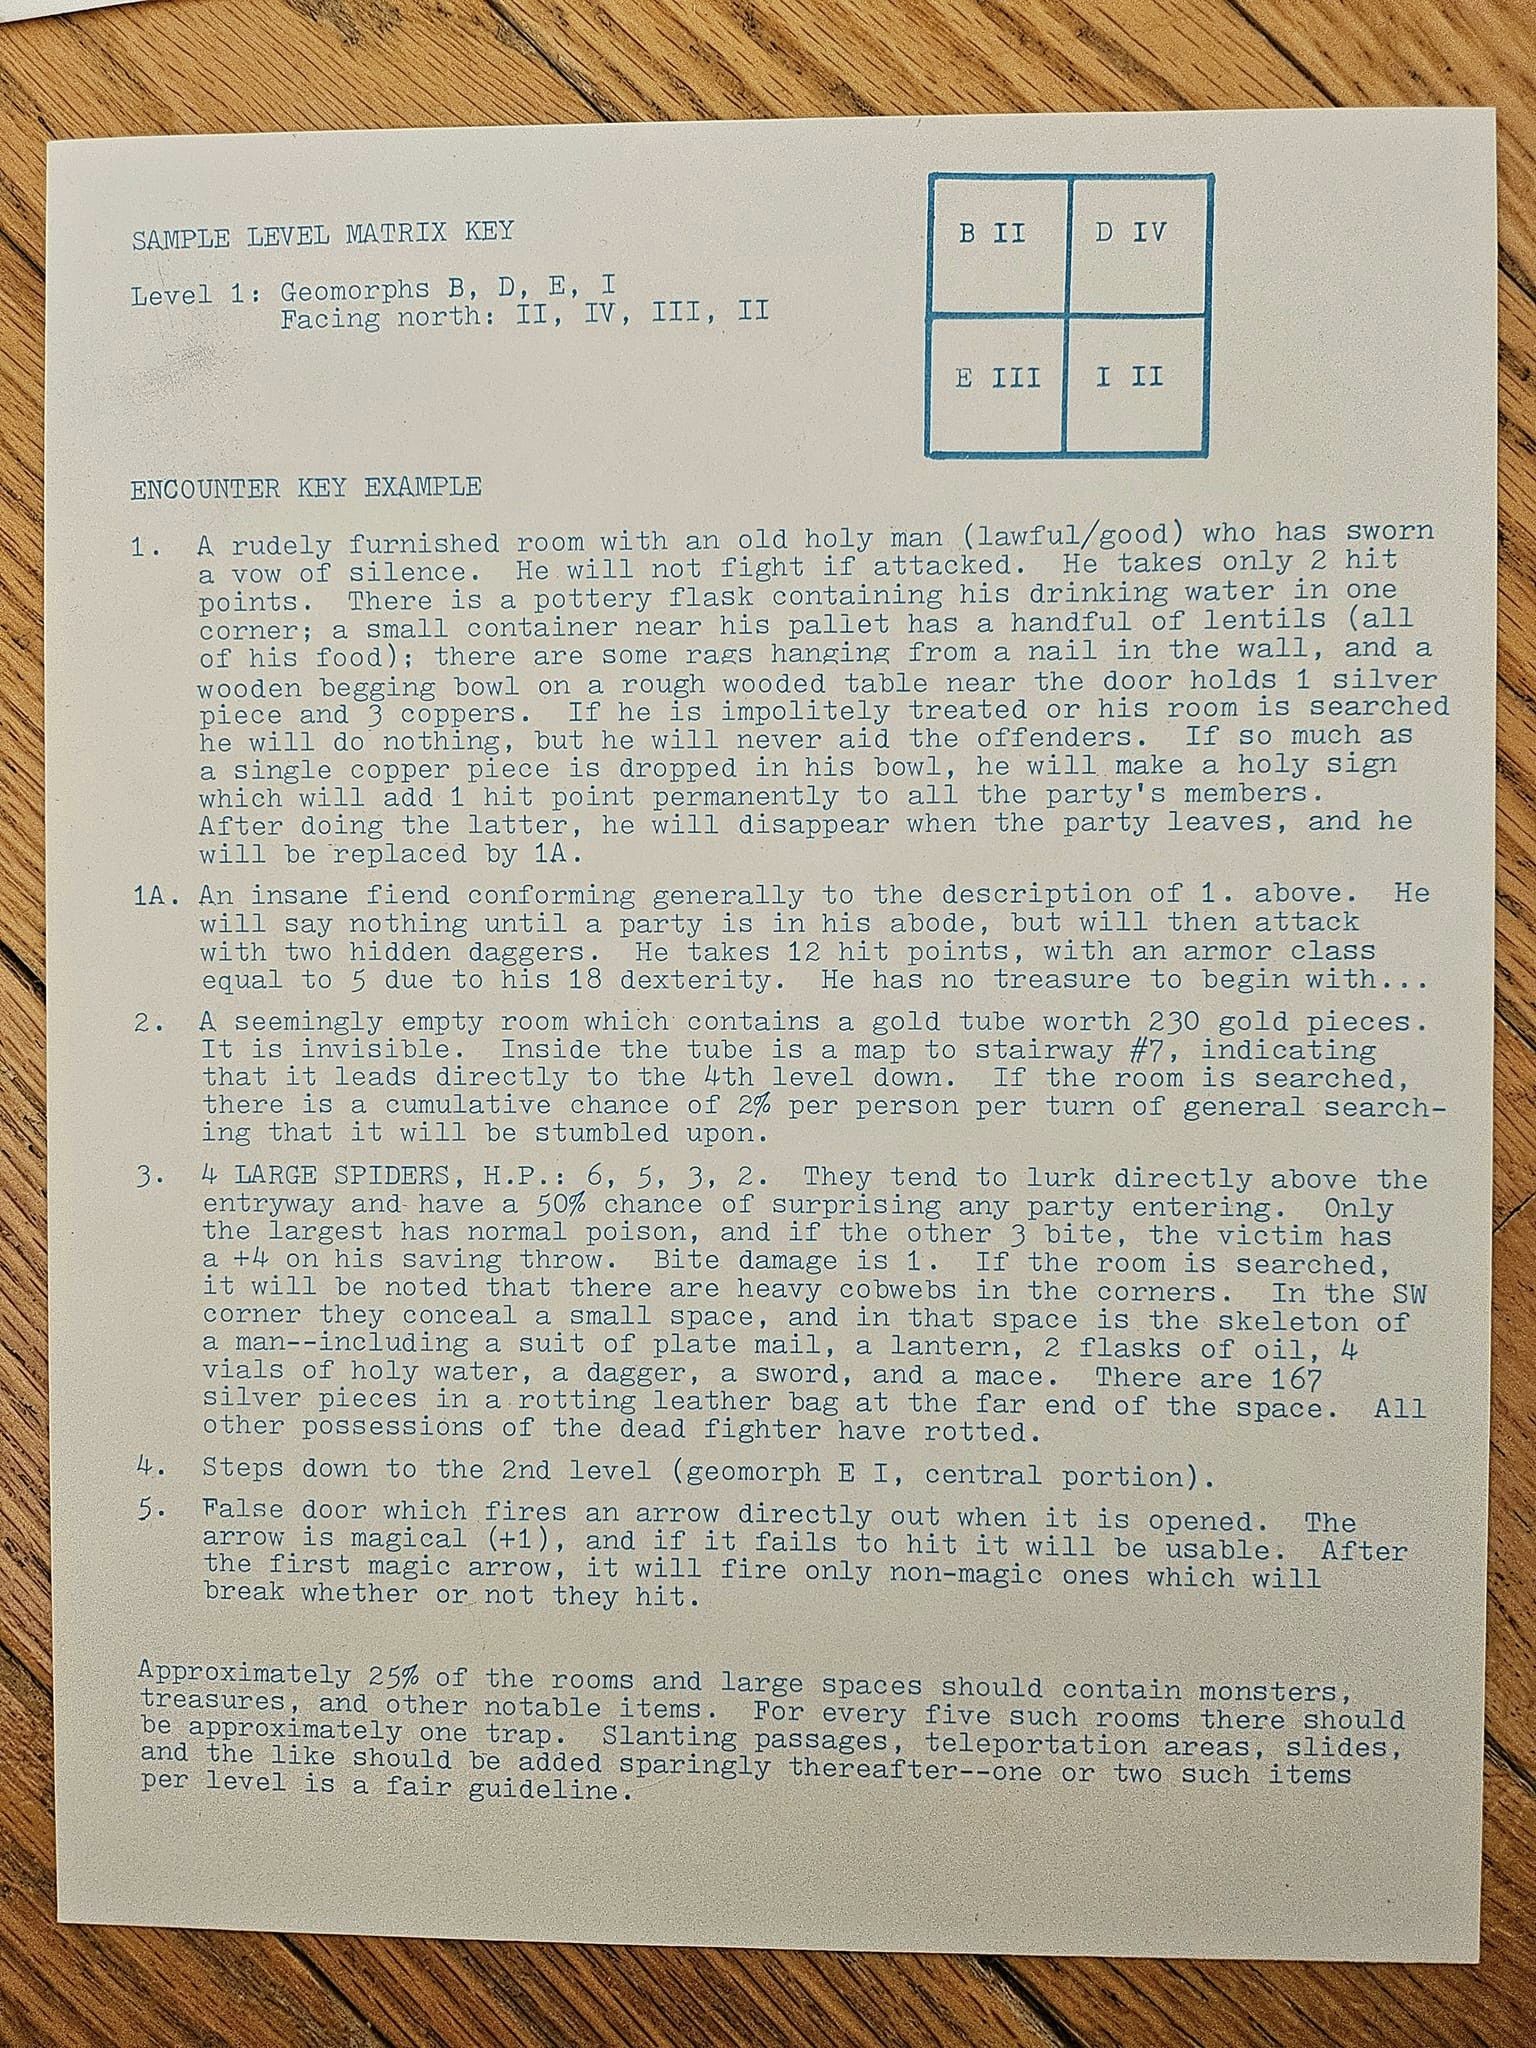 SAMPLE LEVEL MATRIX KEY
B II
D IV
Level 1: Geomorphs B, D, E, I
Facing north: II, IV, III, II
E III
I II
ENCOUNTER KEY EXAMPLE
1. A rudely furnished room with an old holy man (lawful/good) who has sworn
a vow of silence. He will not fight if attacked. He takes only 2 hit
points. There is a pottery flask containing his drinking water in one
corner; a small container near his pallet has a handful of lentils (all
of his food); there are some rags hanging from a nail in the wall, and a
wooden begging bowl on a rough wooded table near the door holds 1 silver
piece and 3 coppers. If he is impolitely treated or his room is searched
he will do nothing, but he will never aid the offenders. If so much as
a single copper piece is dropped in his bowl, he will make a holy sign
which will add 1 hit point permanently to all the party's members.
After doing the latter, he will disappear when the party leaves, and he
will be replaced by 1A.
1A. An insane fiend conforming generally to the description of 1. above. He
will say nothing until a party is in his abode, but will then attack
with two hidden daggers. He takes 12 hit points, with an armor class
equal to 5 due to his 18 dexterity. He has no treasure to begin with...
2. A seemingly empty room which contains a gold tube worth 230 gold pieces.
It is invisible. Inside the tube is a map to stairway #7, indicating
that it leads directly to the 4th level down. If the room is searched,
there is a cumulative chance of 2% per person per turn of general search-
ing that it will be stumbled upon.
3. 4 LARGE SPIDERS, H.P.: 6, 5, 3, 2. They tend to lurk directly above the
entryway and have a 50% chance of surprising any party entering. Only
the largest has normal poison, and if the other 3 bite, the victim has
a +4 on his saving throw. Bite damage is 1. If the room is searched,
it will be noted that there are heavy cobwebs in the corners. In the SW
corner they conceal a small space, and in that space is the skeleton of
a man--including a suit of plate mail, a lantern, 2 flasks of oil, 4
vials of holy water, a dagger, a sword, and a mace. There are 167
silver pieces in a rotting leather bag at the far end of the space. All
other possessions of the dead fighter have rotted.
4. Steps down to the 2nd level (geomorph E I, central portion).
5. False door which fires an arrow directly out when it is opened. The
arrow is magical (+1), and if it fails to hit it will be usable. After
the first magic arrow, it will fire only non-magic ones which will
break whether or not they hit.
Approximately 25% of the rooms and large spaces should contain monsters,
treasures, and other notable items. For every five such rooms there should
be approximately one trap. Slanting passages, teleportation areas, slides,
and the like should be added sparingly thereafter--one or two such items
per level is a fair guideline.